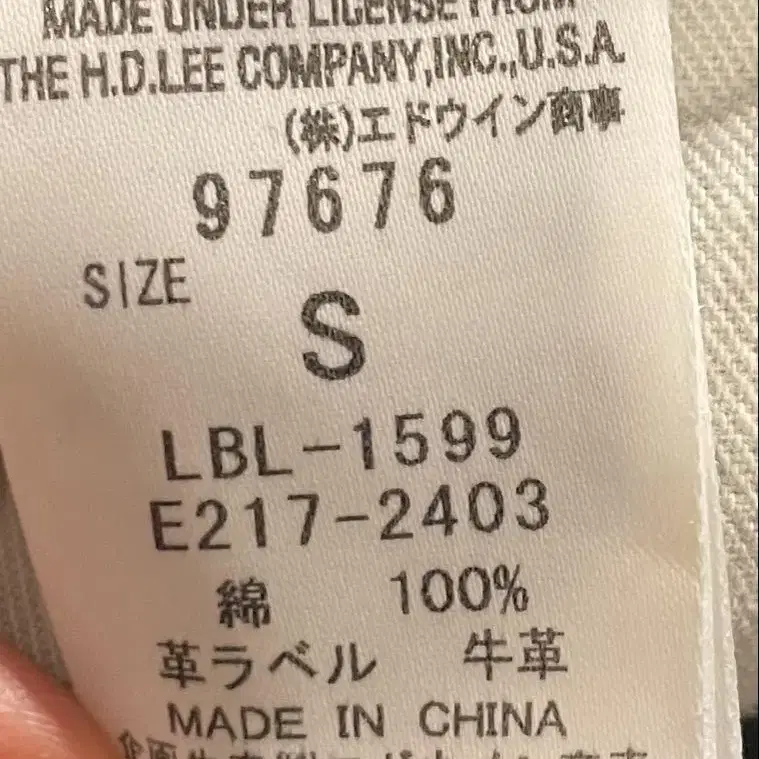 MADE UNDER LICENSE FROM
THE H.D.LEE COMPANY,INC.,U.S.A.
(株)エドウイン商事
97676
SIZE
S
LBL-1599
E217-2403
綿 100%
革ラベル 牛革
MADE IN CHINA